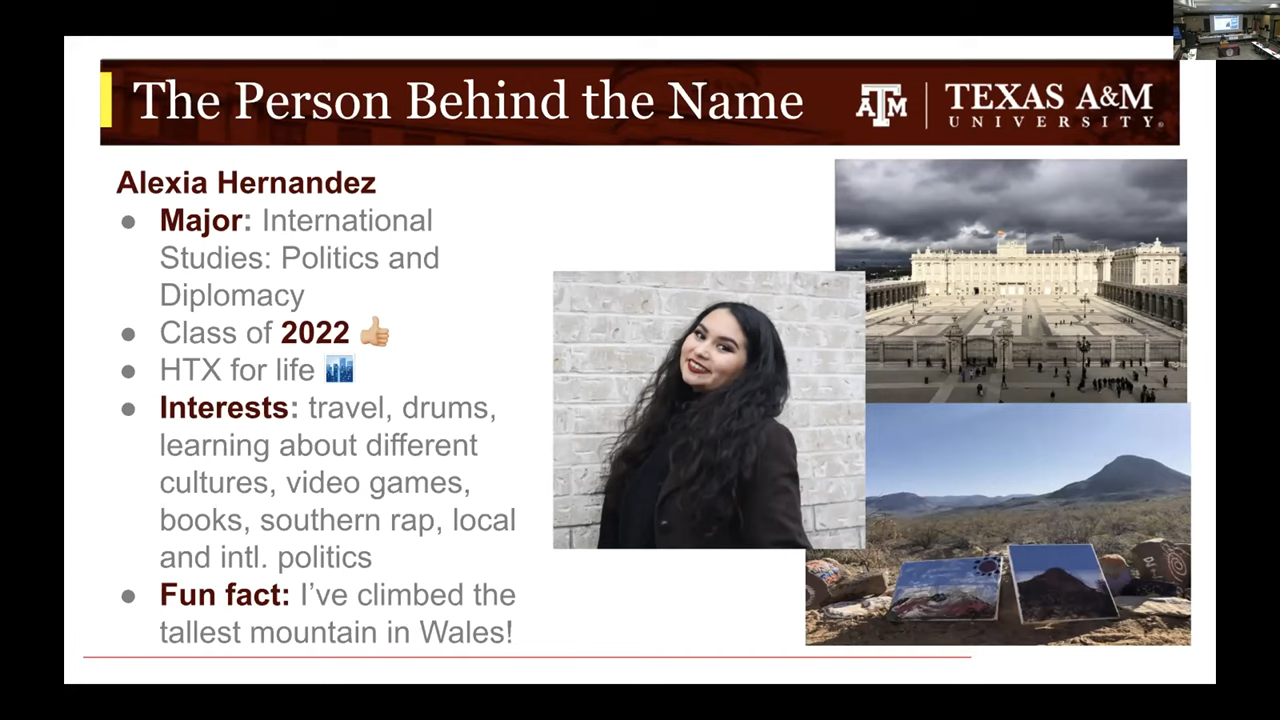 The Person Behind the Name
ATM
TEXAS A&M
UNIVERSITY®
Alexia Hernandez
● Major: International
Studies: Politics and
Diplomacy
● Class of 2022 👍🏼
● HTX for life 🏙️
● Interests: travel, drums,
learning about different
cultures, video games,
books, southern rap, local
and intl. politics
● Fun fact: I’ve climbed the
tallest mountain in Wales!